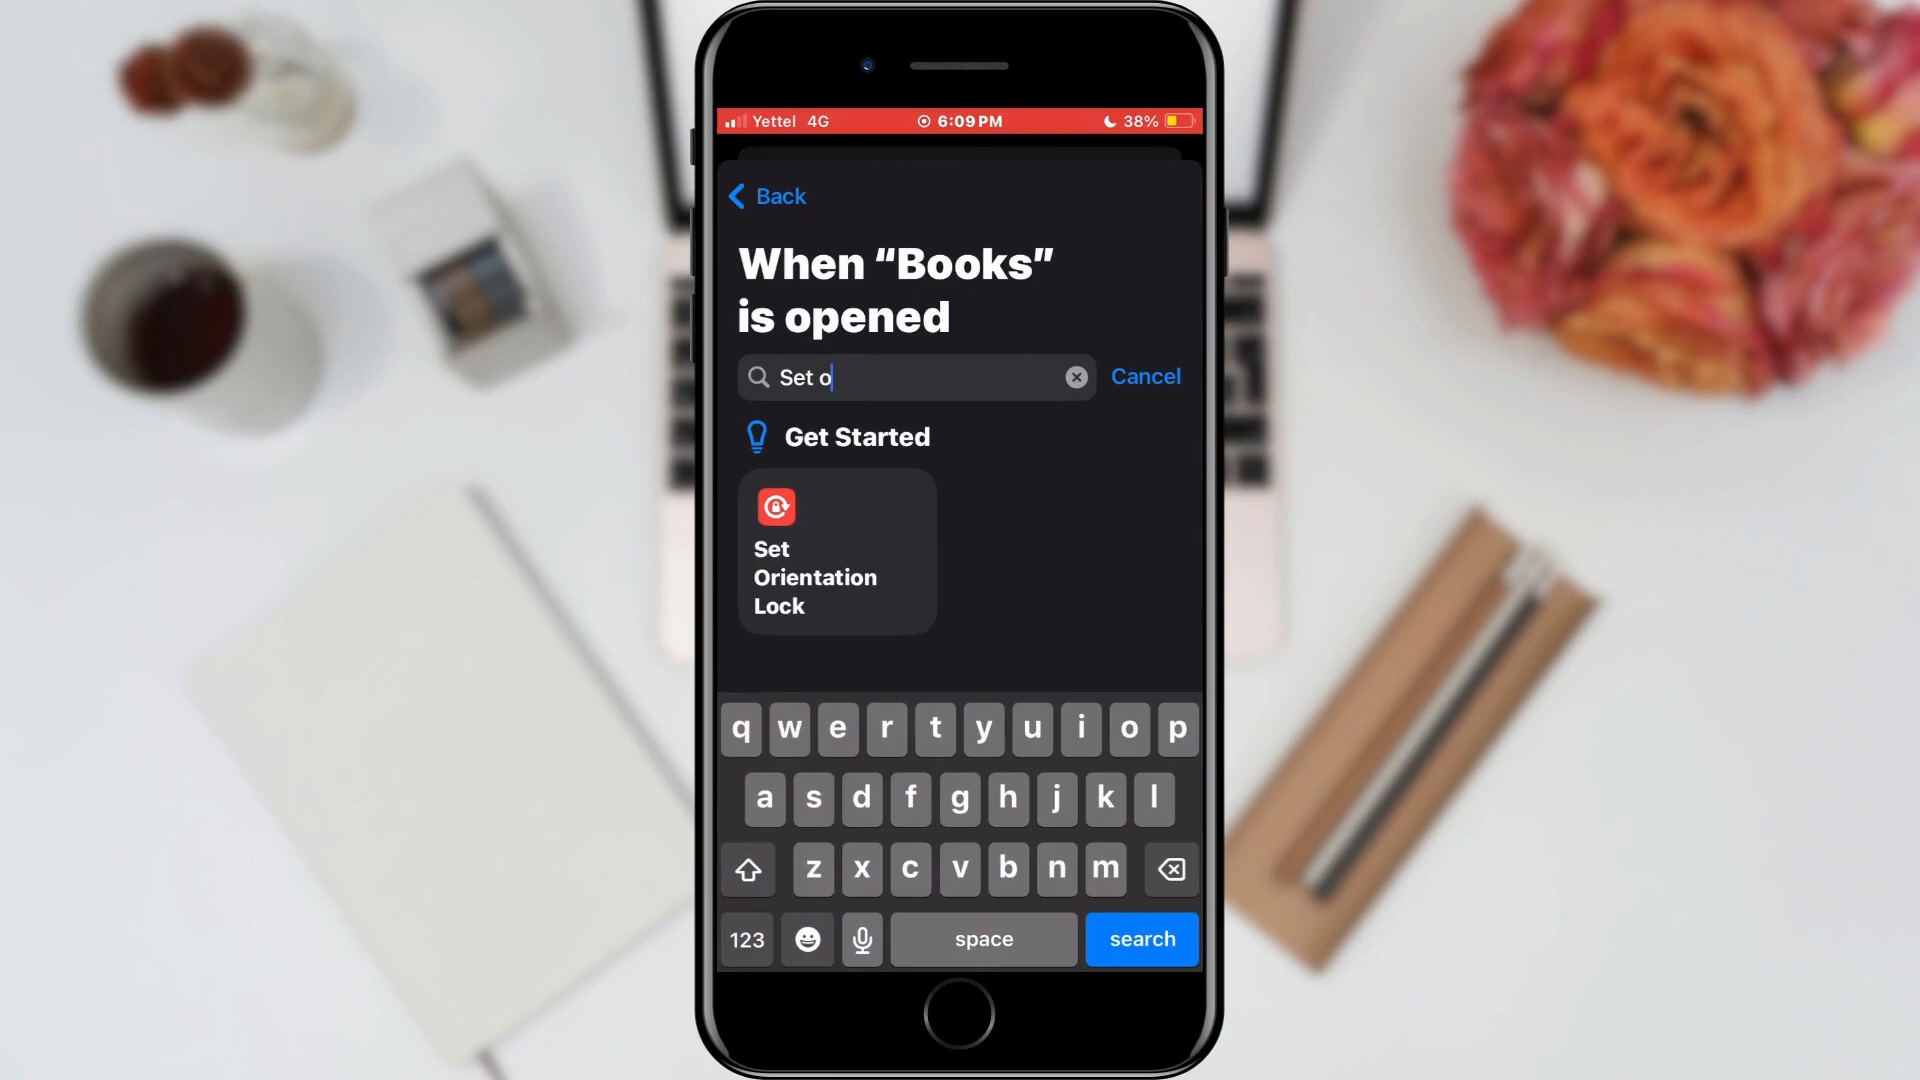 Yettel 4G 6:09 PM 38%
Back
When “Books”
is opened
Set o
Cancel
Get Started
Set
Orientation
Lock
q w e r t y u i o p
a s d f g h j k l
z x c v b n m
123 space search